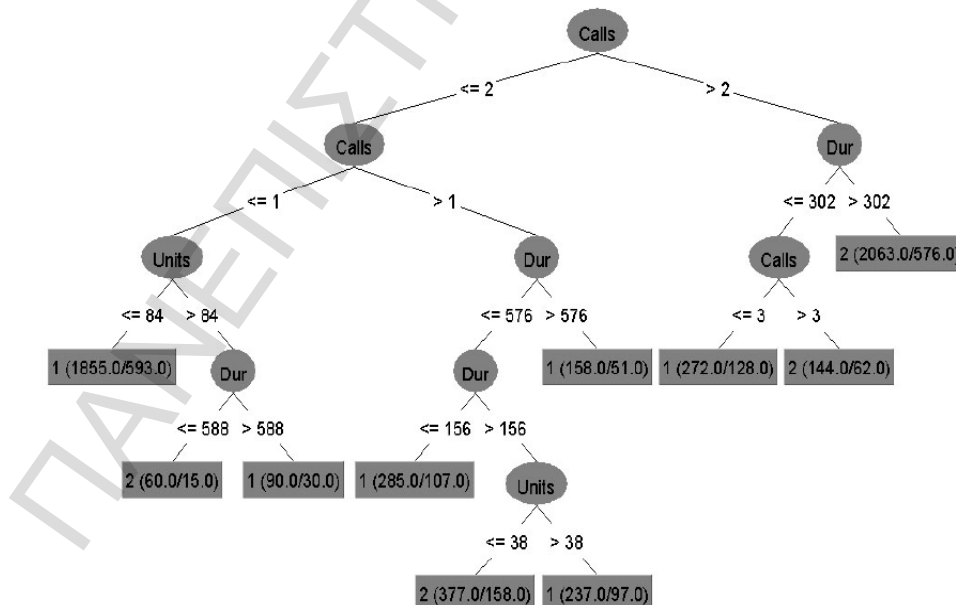 ΠΑΝΕΠΙΣΤ
Calls
<= 2 > 2
Calls Dur
<= 1 > 1 <= 302 > 302
Units Dur Calls 2 (2063.0/576.0)
<= 84 > 84 <= 576 > 576 <= 3 > 3
1 (1855.0/593.0) Dur Dur 1 (158.0/51.0) 1 (272.0/128.0) 2 (144.0/62.0)
<= 588 > 588 <= 156 > 156
2 (60.0/15.0) 1 (90.0/30.0) 1 (285.0/107.0) Units
<= 38 > 38
2 (377.0/158.0) 1 (237.0/97.0)